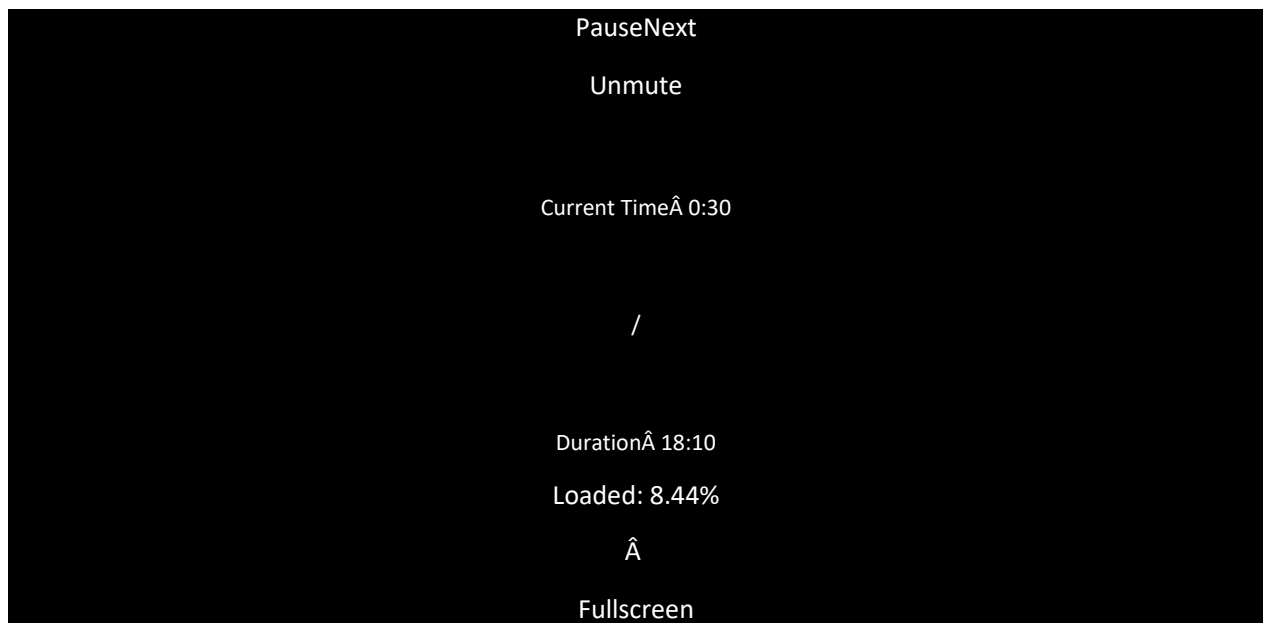 PauseNext
Unmute
Current TimeÂ 0:30
/
DurationÂ 18:10
Loaded: 8.44%
Â
Fullscreen